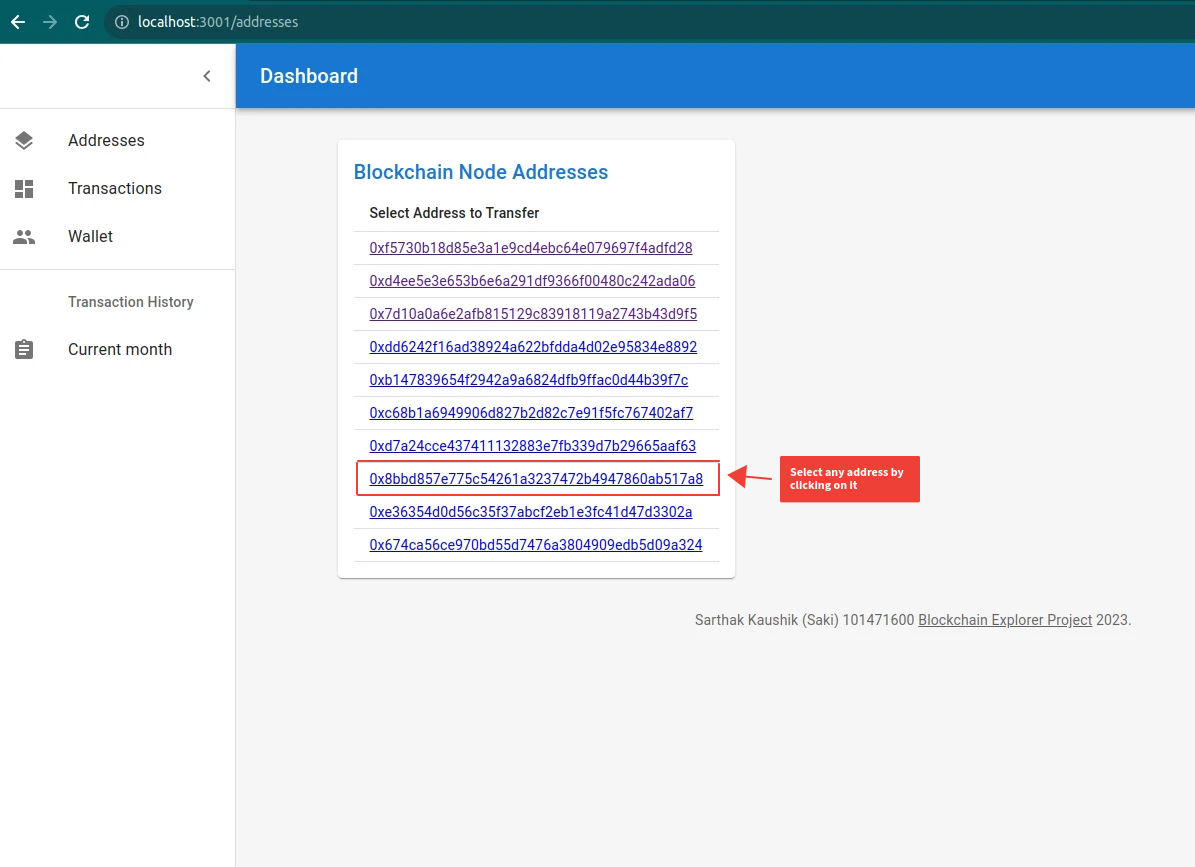 localhost:3001/addresses
Dashboard
Addresses
Transactions
Wallet
Transaction History
Current month
Blockchain Node Addresses
Select Address to Transfer
0xf5730b18d85e3a1e9cd4ebc64e079697f4adfd28
0xd4ee5e3e653b6e6a291df9366f00480c242ada06
0x7d10a0a6e2afb815129c83918119a2743b43d9f5
0xdd6242f16ad38924a622bfdda4d02e95834e8892
0xb147839654f2942a9a6824dfb9ffac0d44b39f7c
0xc68b1a6949906d827b2d82c7e91f5fc767402af7
0xd7a24cce437411132883e7fb339d7b29665aaf63
0x8bbd857e775c54261a3237472b4947860ab517a8
Select any address by
clicking on it
0xe36354d0d56c35f37abcf2eb1e3fc41d47d3302a
0x674ca56ce970bd55d7476a3804909edb5d09a324
Sarthak Kaushik (Saki) 101471600 Blockchain Explorer Project 2023.